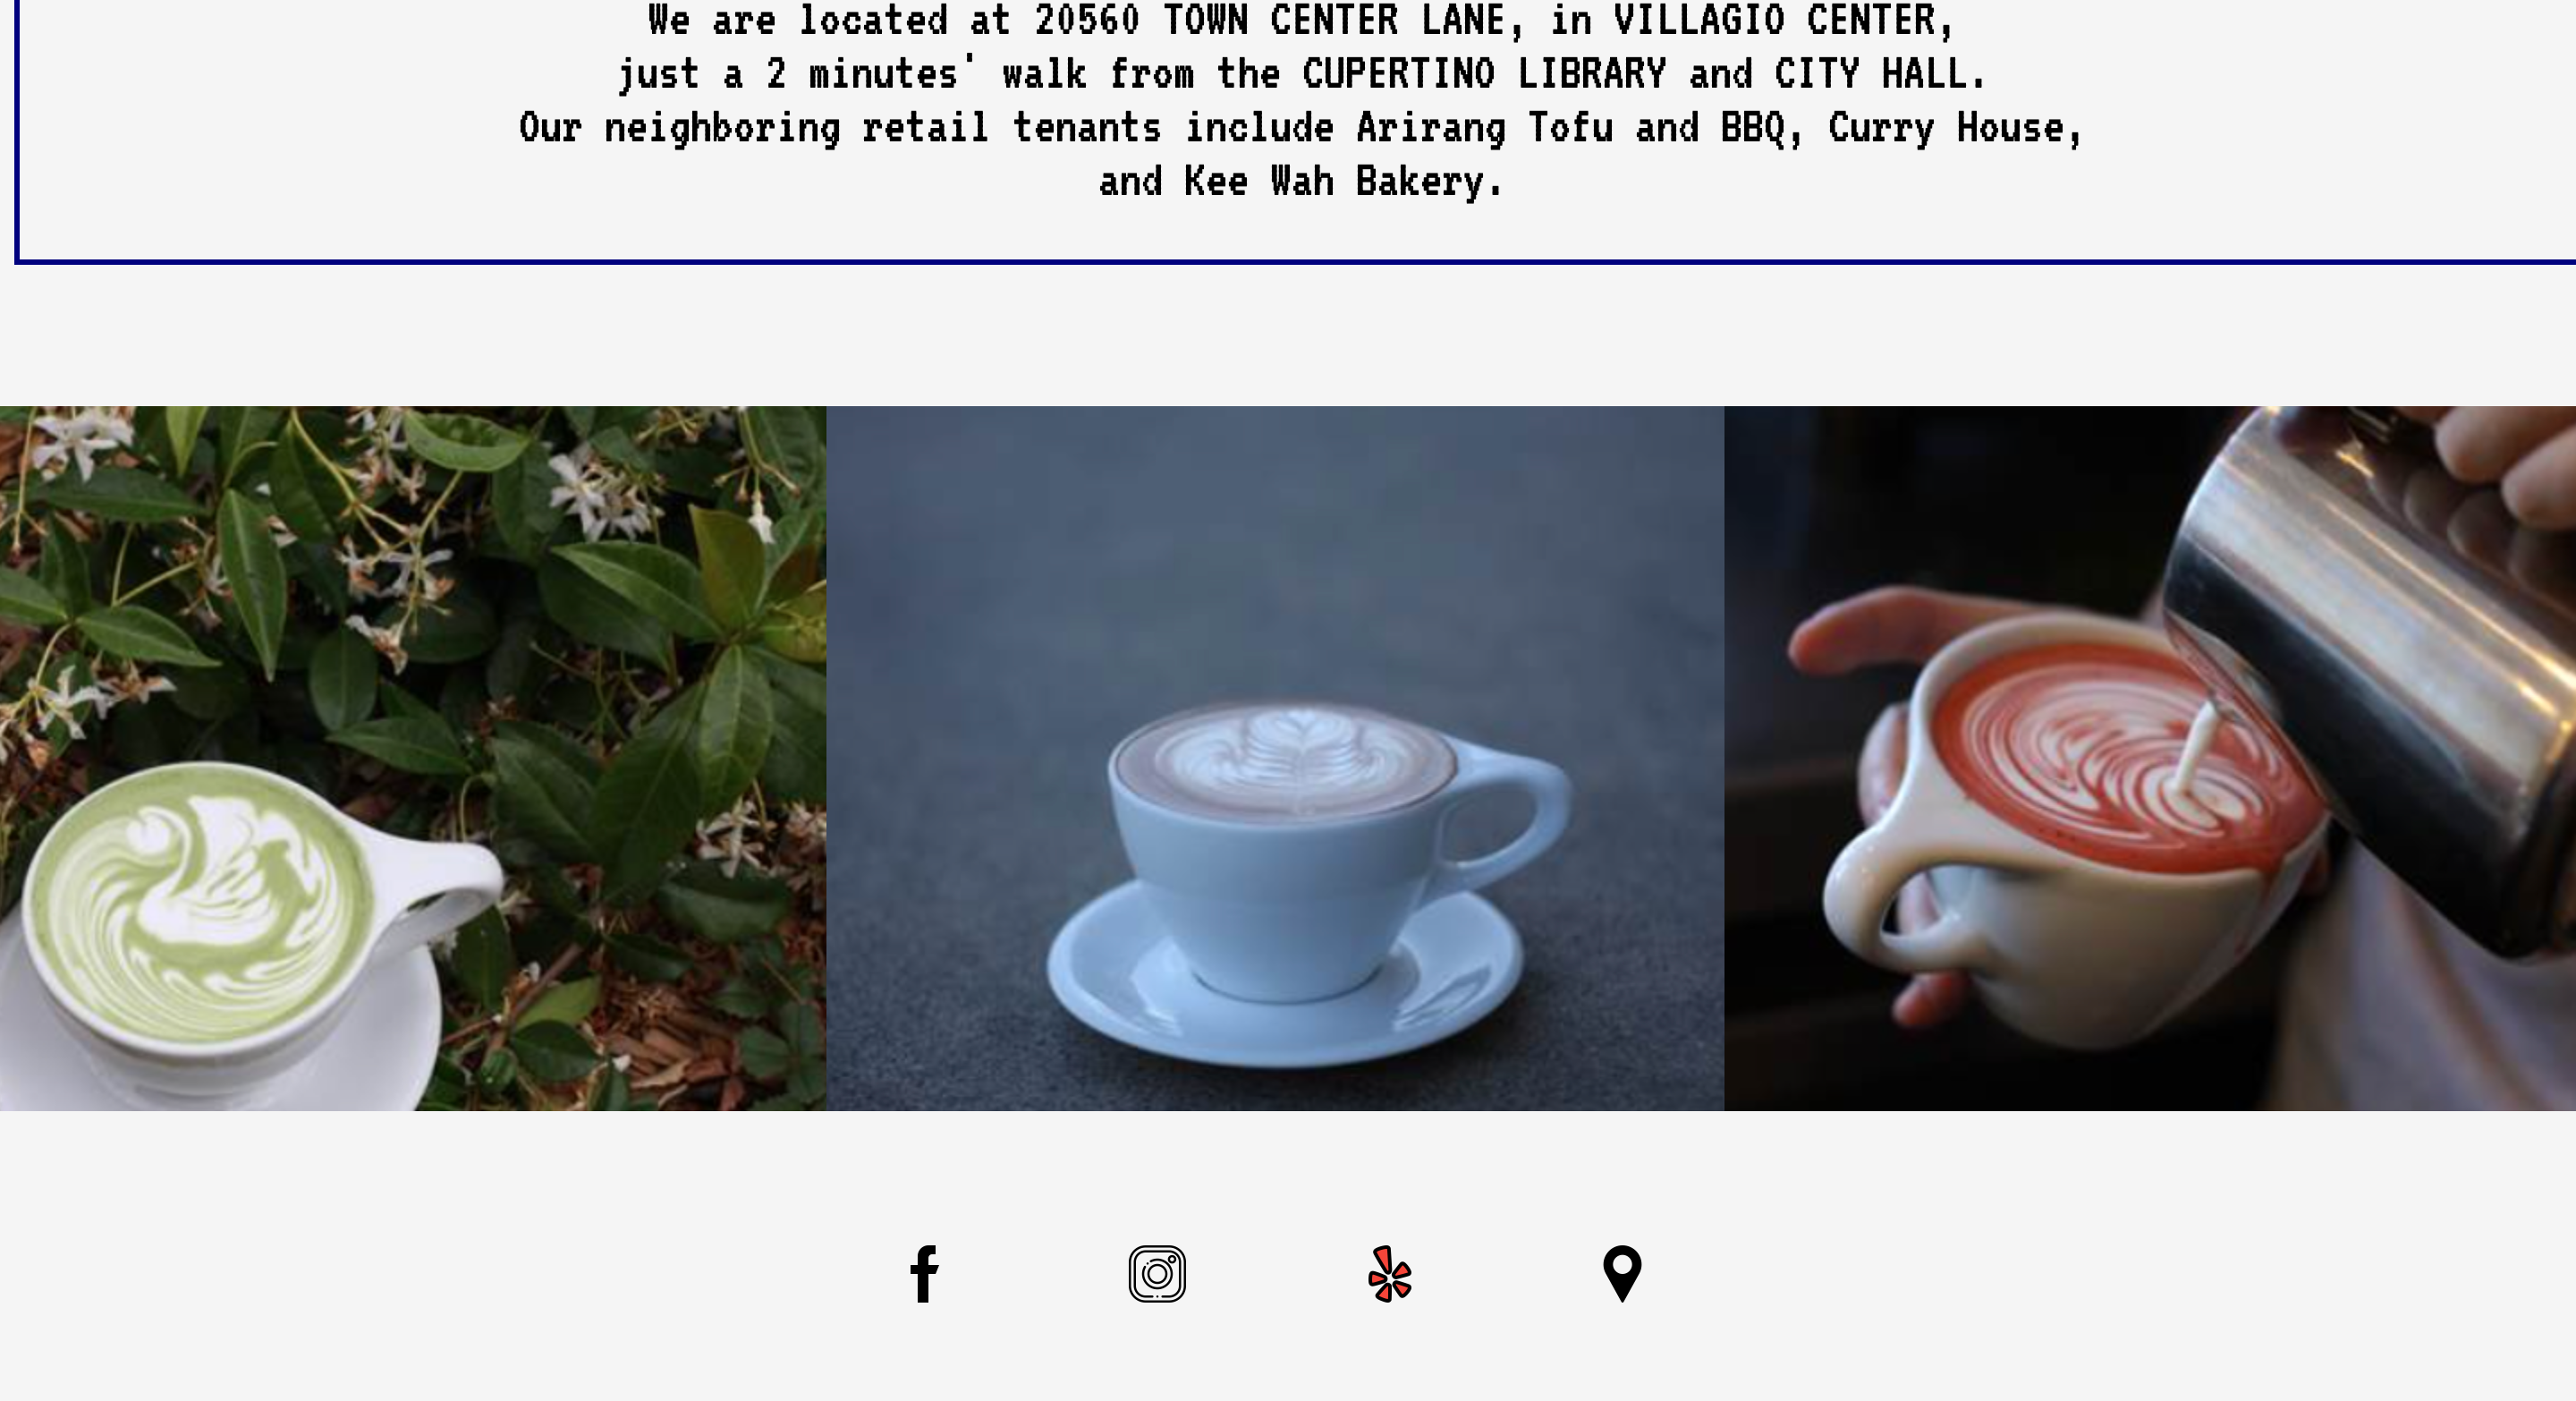 We are located at 20560 TOWN CENTER LANE, in VILLAGIO CENTER,
just a 2 minutes' walk from the CUPERTINO LIBRARY and CITY HALL.
Our neighboring retail tenants include Arirang Tofu and BBQ, Curry House,
and Kee Wah Bakery.